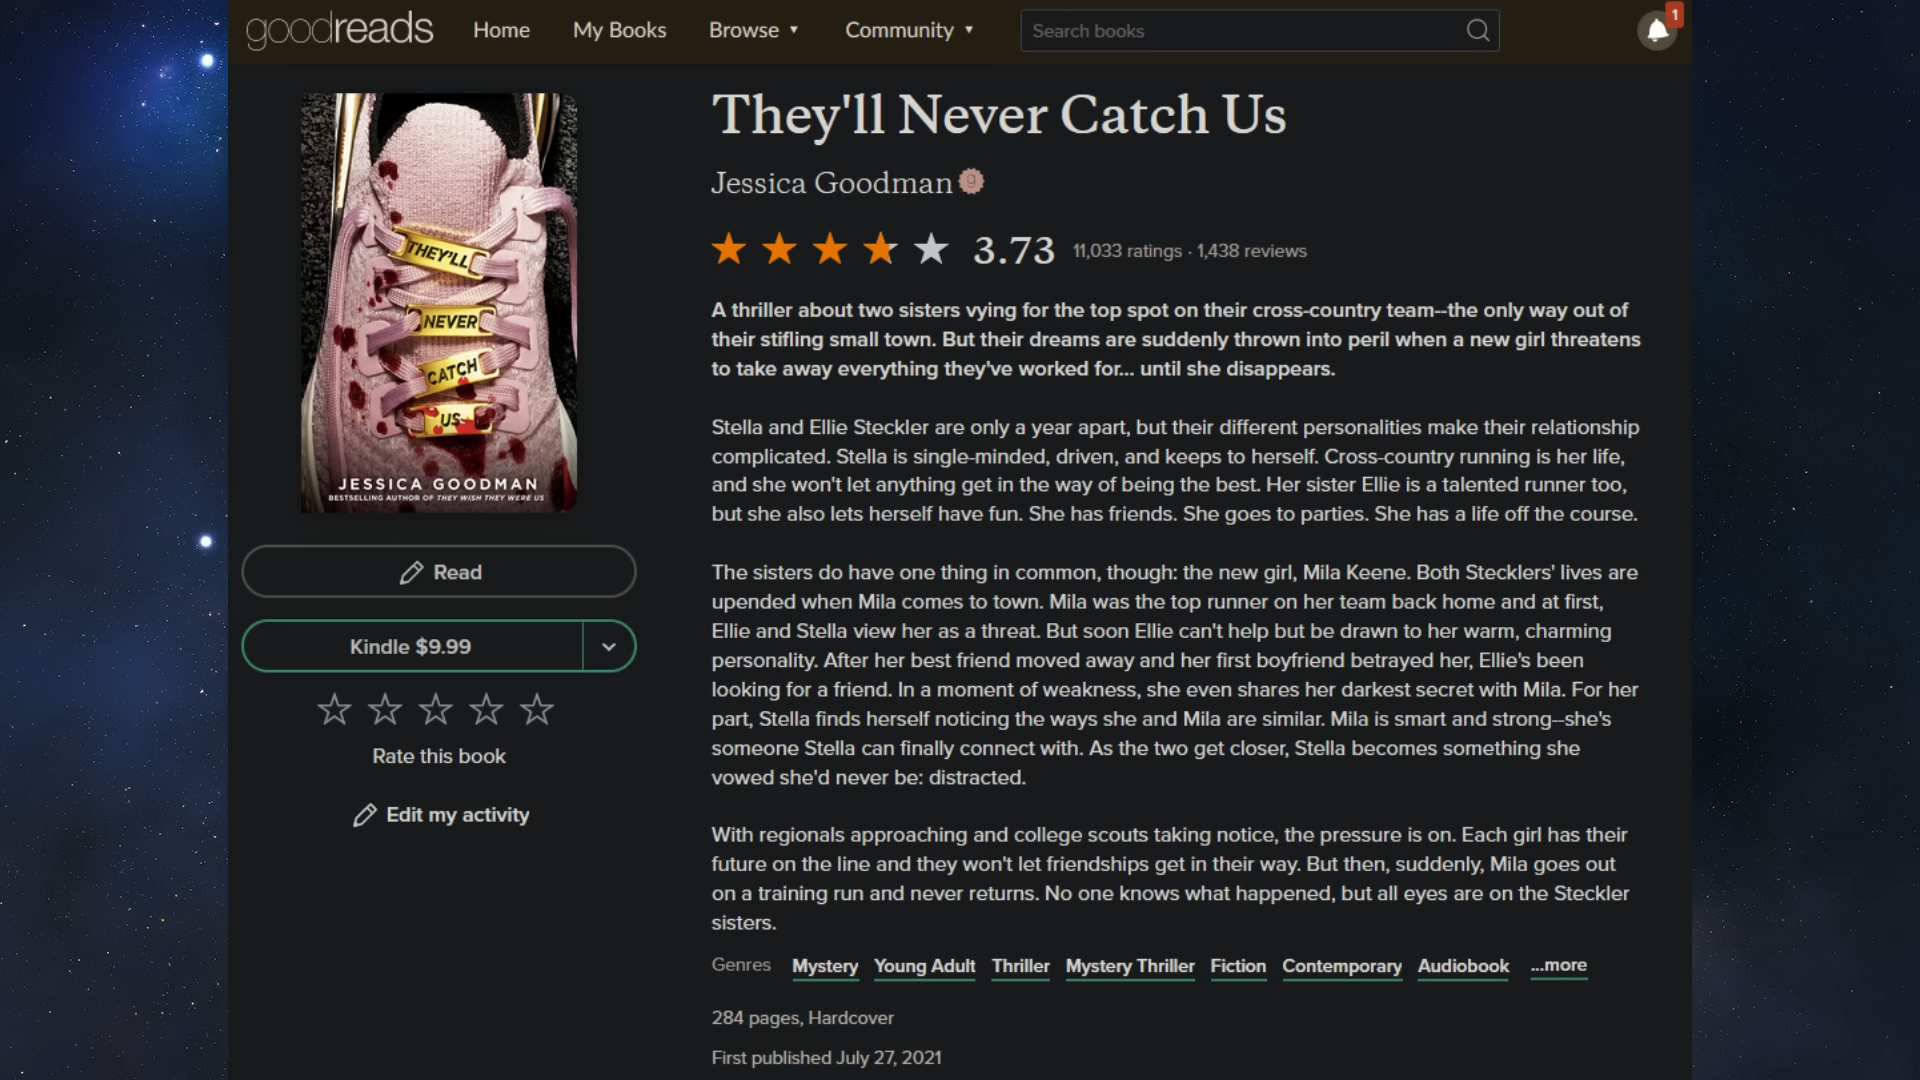 goodreads Home My Books Browse ▼ Community ▼ Search books 1
They'll Never Catch Us
Jessica Goodman
3.73 11,033 ratings · 1,438 reviews
A thriller about two sisters vying for the top spot on their cross-country team--the only way out of
their stifling small town. But their dreams are suddenly thrown into peril when a new girl threatens
to take away everything they've worked for... until she disappears.
Stella and Ellie Steckler are only a year apart, but their different personalities make their relationship
complicated. Stella is single-minded, driven, and keeps to herself. Cross-country running is her life,
and she won't let anything get in the way of being the best. Her sister Ellie is a talented runner too,
but she also lets herself have fun. She has friends. She goes to parties. She has a life off the course.
The sisters do have one thing in common, though: the new girl, Mila Keene. Both Stecklers' lives are
upended when Mila comes to town. Mila was the top runner on her team back home and at first,
Ellie and Stella view her as a threat. But soon Ellie can't help but be drawn to her warm, charming
personality. After her best friend moved away and her first boyfriend betrayed her, Ellie's been
looking for a friend. In a moment of weakness, she even shares her darkest secret with Mila. For her
part, Stella finds herself noticing the ways she and Mila are similar. Mila is smart and strong--she's
someone Stella can finally connect with. As the two get closer, Stella becomes something she
vowed she'd never be: distracted.
With regionals approaching and college scouts taking notice, the pressure is on. Each girl has their
future on the line and they won't let friendships get in their way. But then, suddenly, Mila goes out
on a training run and never returns. No one knows what happened, but all eyes are on the Steckler
sisters.
Genres Mystery Young Adult Thriller Mystery Thriller Fiction Contemporary Audiobook ...more
284 pages, Hardcover
First published July 27, 2021
THEY'LL
NEVER
CATCH
US
JESSICA GOODMAN
BESTSELLING AUTHOR OF THEY WISH THEY WERE US
Read
Kindle $9.99
Rate this book
Edit my activity